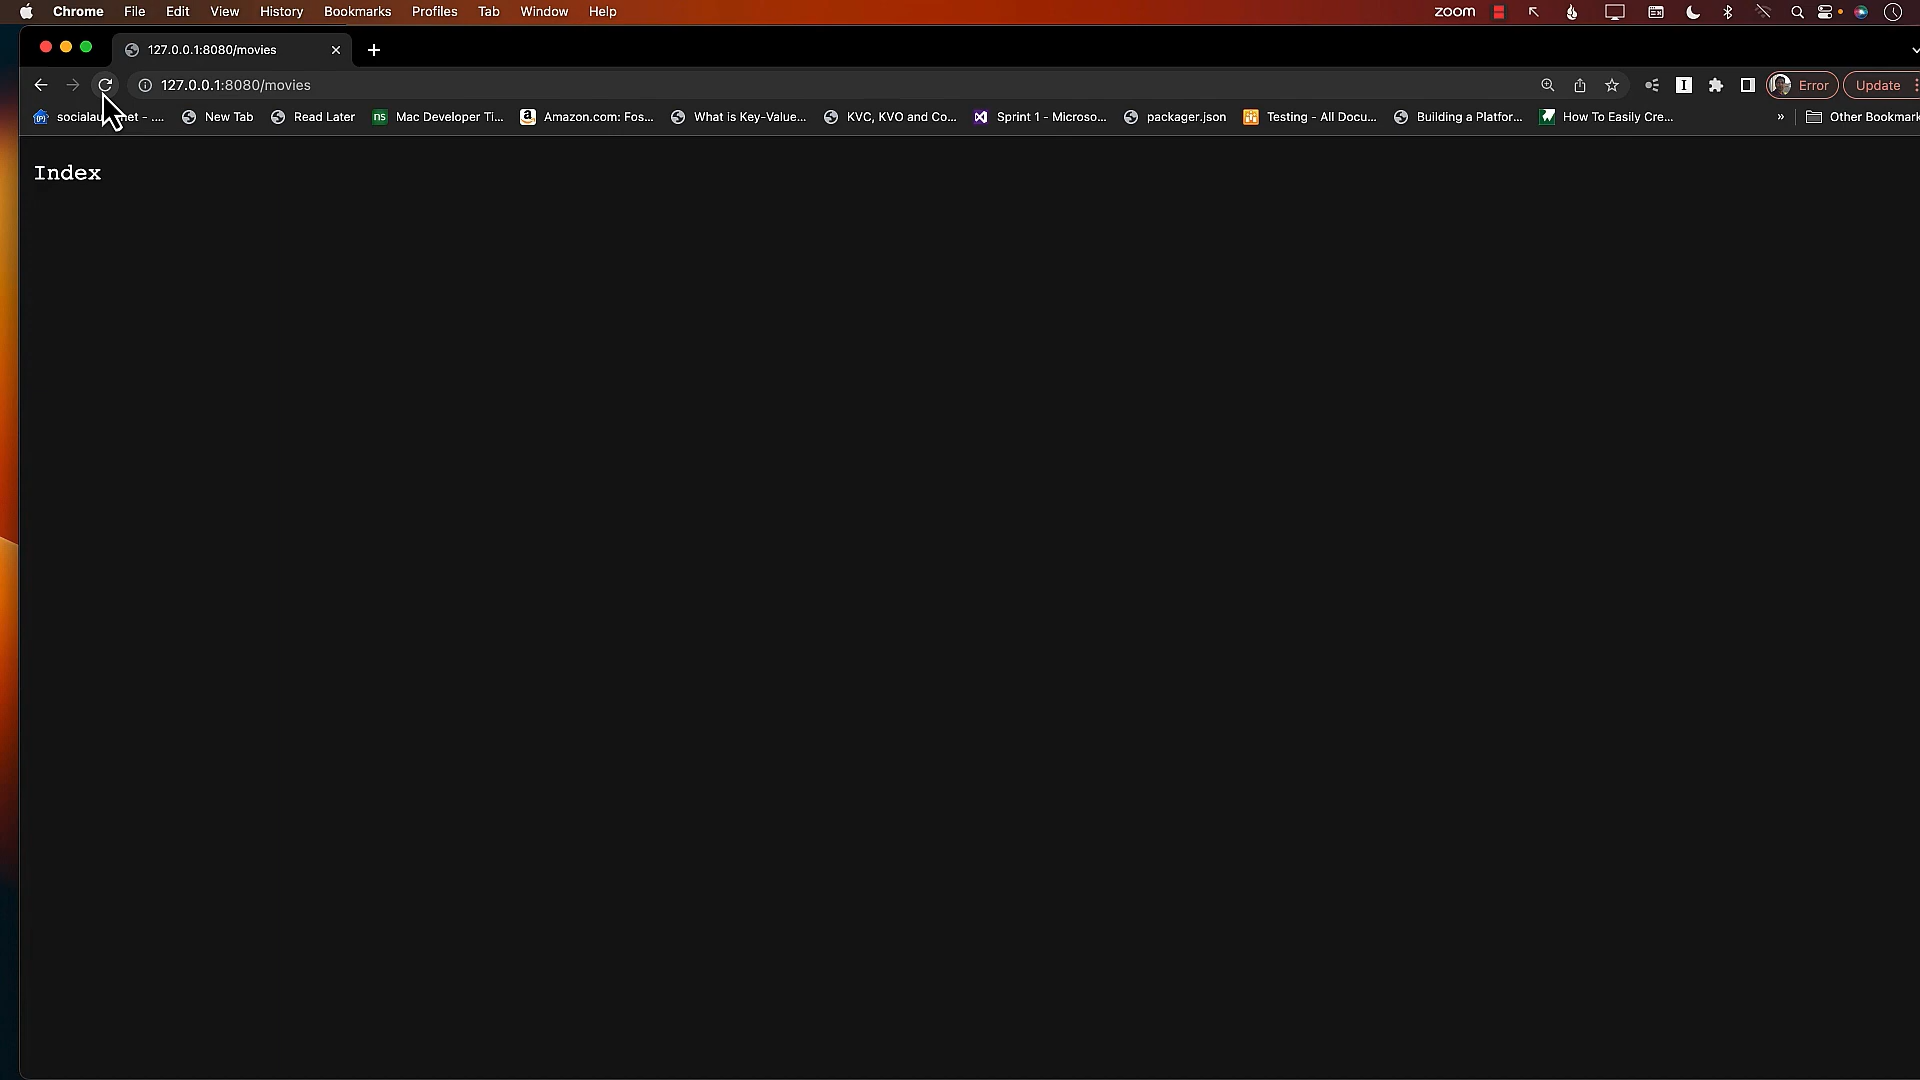 Chrome File Edit View History Bookmarks Profiles Tab Window Help zoom
127.0.0.1:8080/movies
127.0.0.1:8080/movies I Error Update
New Tab Read Later ns Mac Developer Ti... a Amazon.com: Fos... What is Key-Value... KVC, KVO and Co... Sprint 1 - Microso... packager.json Testing - All Docu... Building a Platfor... How To Easily Cre... » Other Bookmark
Index